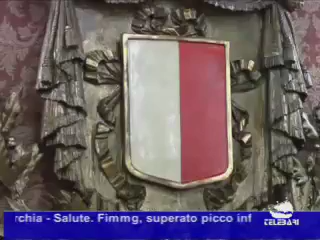 rchia - Salute. Fimmg, superato picco inf
TELEBARI